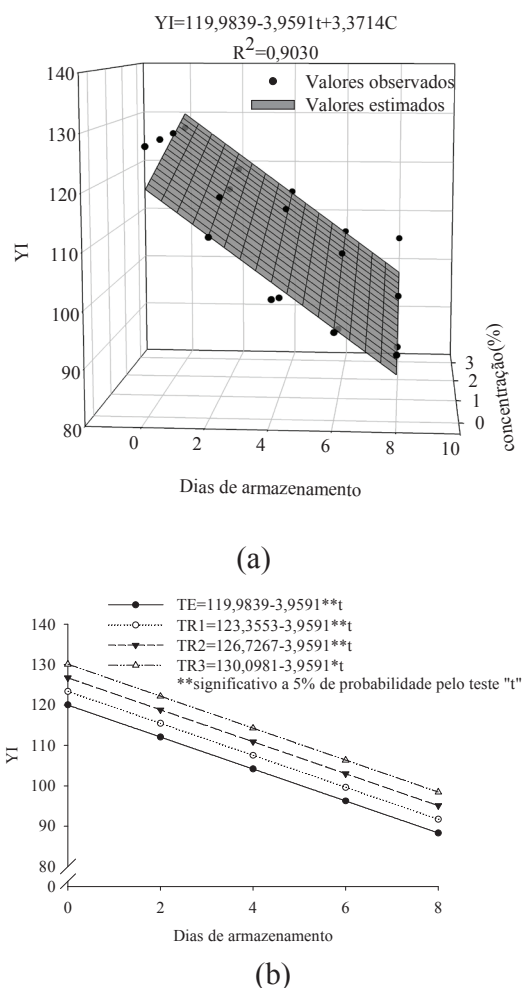 YI=119,9839-3,9591t+3,3714C
R²=0,9030
Valores observados
Valores estimados
140
130
120
110
100
90
80
YI
0
2
4
6
8
10
Dias de armazenamento
3
2
1
0
concentração(%)
(a)
TE=119,9839-3,9591**t
TR1=123,3553-3,9591**t
TR2=126,7267-3,9591**t
TR3=130,0981-3,9591*t
**significativo a 5% de probabilidade pelo teste "t"
140
130
120
110
100
90
80
0
YI
0
2
4
6
8
Dias de armazenamento
(b)